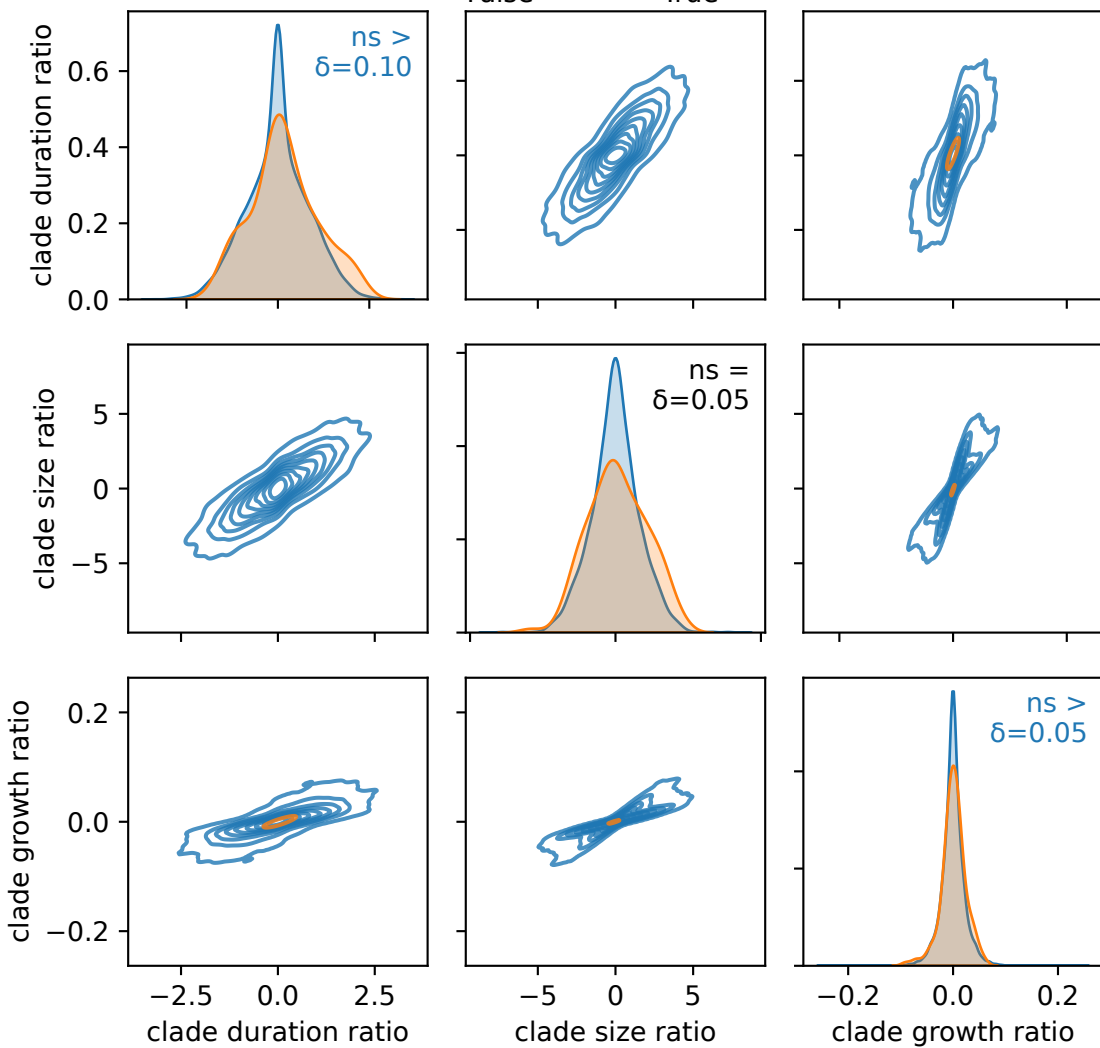 clade duration ratio
0.6
0.4
0.2
0.0
ns >
δ=0.10
clade size ratio
5
0
−5
ns =
δ=0.05
clade growth ratio
0.2
0.0
−0.2
ns >
δ=0.05
−2.5 0.0 2.5
−5 0 5
−0.2 0.0 0.2
clade duration ratio
clade size ratio
clade growth ratio